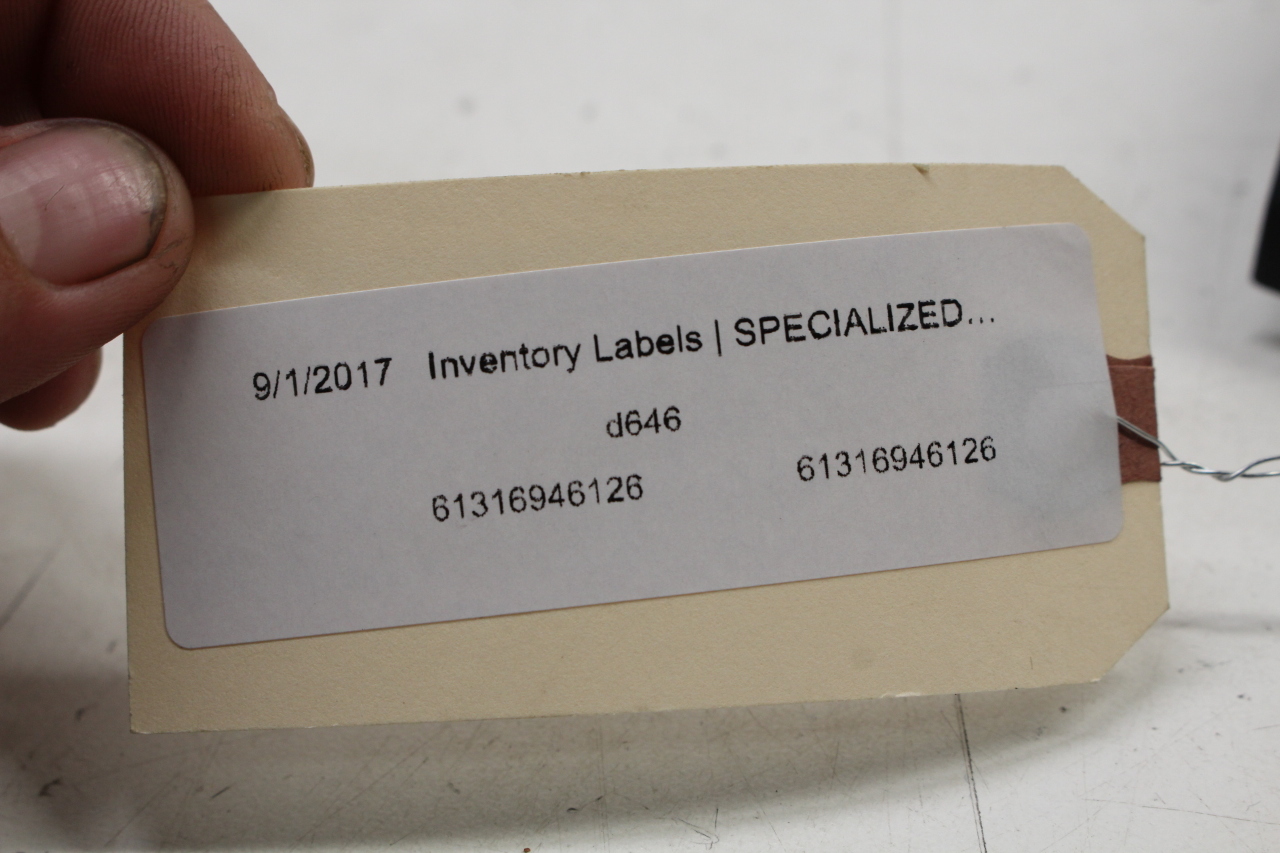 9/1/2017 Inventory Labels | SPECIALIZED...
d646
61316946126 61316946126